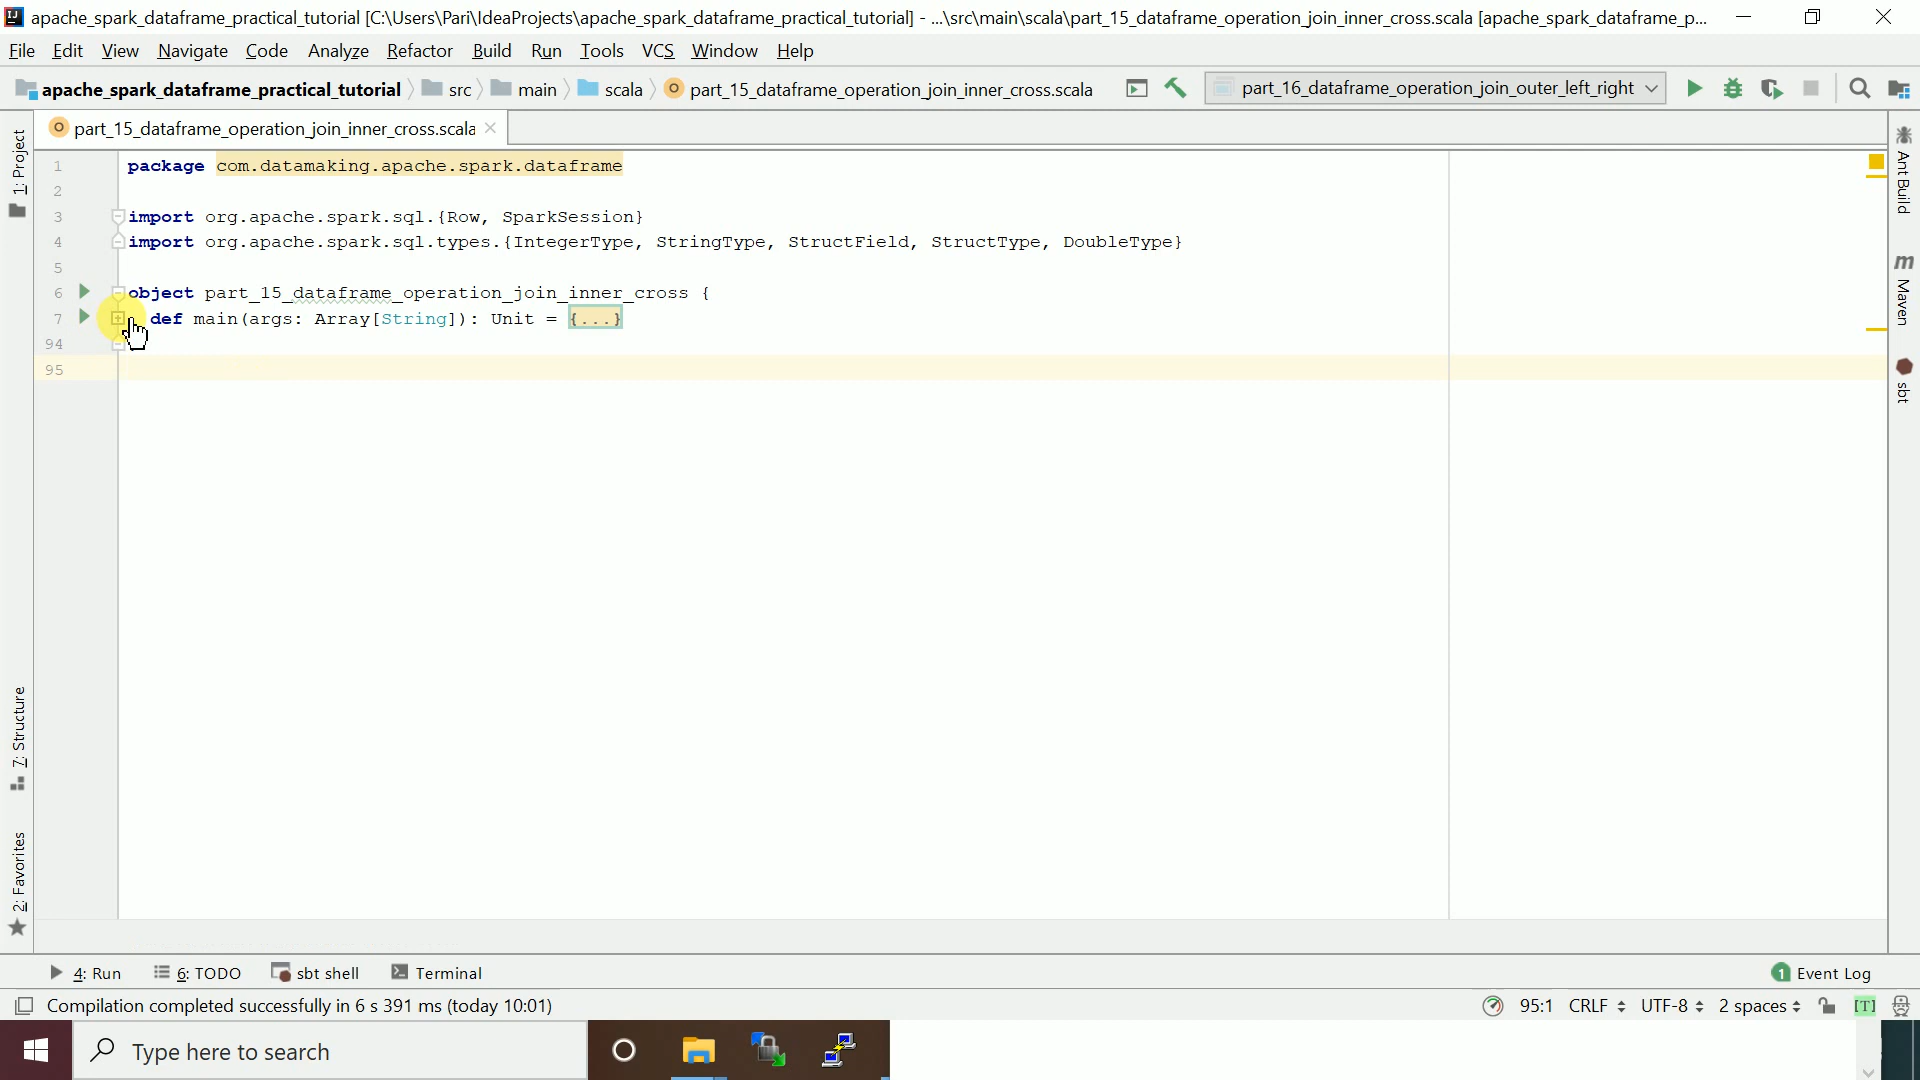 apache_spark_dataframe_practical_tutorial [C:\Users\Pari\IdeaProjects\apache_spark_dataframe_practical_tutorial] - ...\src\main\scala\part_15_dataframe_operation_join_inner_cross.scala [apache_spark_dataframe_p...
File Edit View Navigate Code Analyze Refactor Build Run Tools VCS Window Help
apache_spark_dataframe_practical_tutorial src main scala part_15_dataframe_operation_join_inner_cross.scala part_16_dataframe_operation_join_outer_left_right
part_15_dataframe_operation_join_inner_cross.scala
1 package com.datamaking.apache.spark.dataframe
2
3 import org.apache.spark.sql.{Row, SparkSession}
4 import org.apache.spark.sql.types.{IntegerType, StringType, StructField, StructType, DoubleType}
5
6 object part_15_dataframe_operation_join_inner_cross {
7 def main(args: Array[String]): Unit = {...}
94
95
1: Project
7: Structure
2: Favorites
Ant Build
m Maven
sbt
4: Run 6: TODO sbt shell Terminal 1 Event Log
Compilation completed successfully in 6 s 391 ms (today 10:01) 95:1 CRLF UTF-8 2 spaces [T]
Type here to search